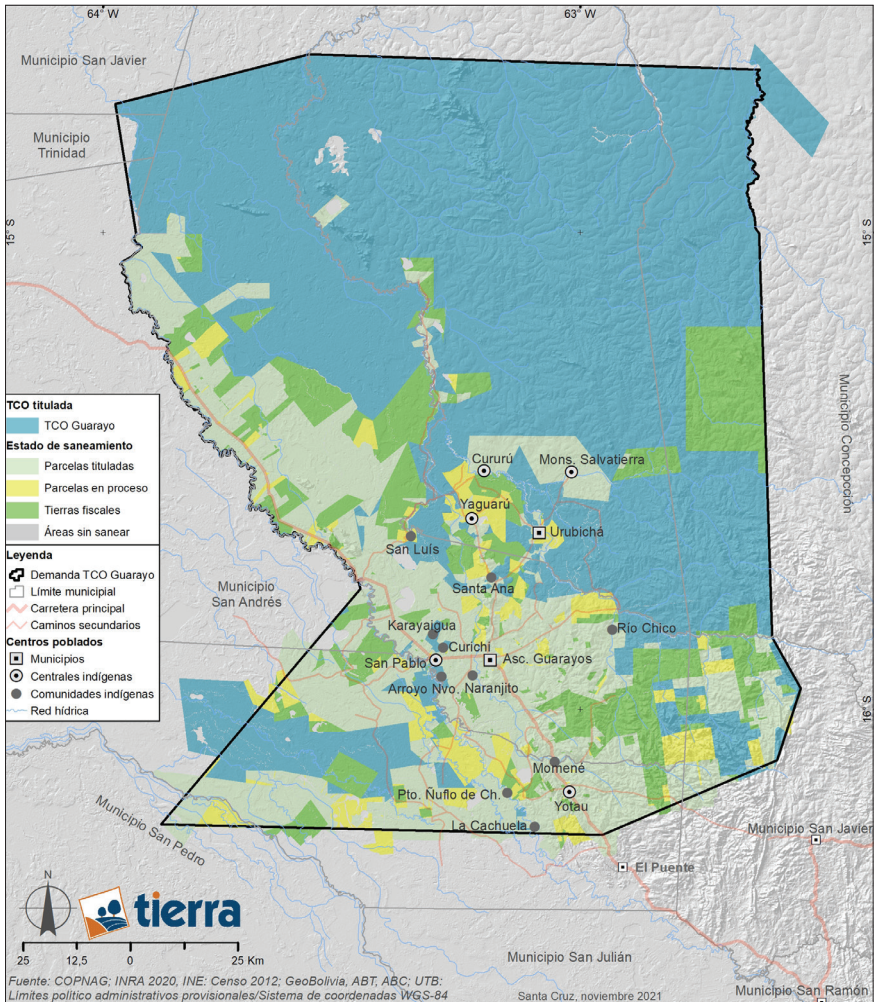 64° W
63° W
Municipio San Javier
Municipio
Trinidad
15° S
15° S
Municipio Concepción
TCO titulada
TCO Guarayo
Estado de saneamiento
Parcelas tituladas
Parcelas en proceso
Tierras fiscales
Áreas sin sanear
Leyenda
Demanda TCO Guarayo
Límite municipal
Carretera principal
Caminos secundarios
Centros poblados
Municipios
Centrales indígenas
Comunidades indígenas
Red hídrica
Cururú
Mons. Salvatierra
Yaguarú
Urubichá
San Luís
Santa Ana
Municipio
San Andrés
Karayaigua
Río Chico
Curichi
San Pablo
Asc. Guarayos
Arroyo Nvo.
Naranjito
16° S
Momené
Pto. Ñuflo de Ch.
Yotau
La Cachuela
Municipio San Pedro
Municipio San Javier
El Puente
N
tierra
25 12,5 0 25 Km
Municipio San Julián
Fuente: COPNAG; INRA 2020, INE: Censo 2012; GeoBolivia, ABT, ABC; UTB:
Límites político administrativos provisionales/Sistema de coordenadas WGS-84
Santa Cruz, noviembre 2021
Municipio San Ramón